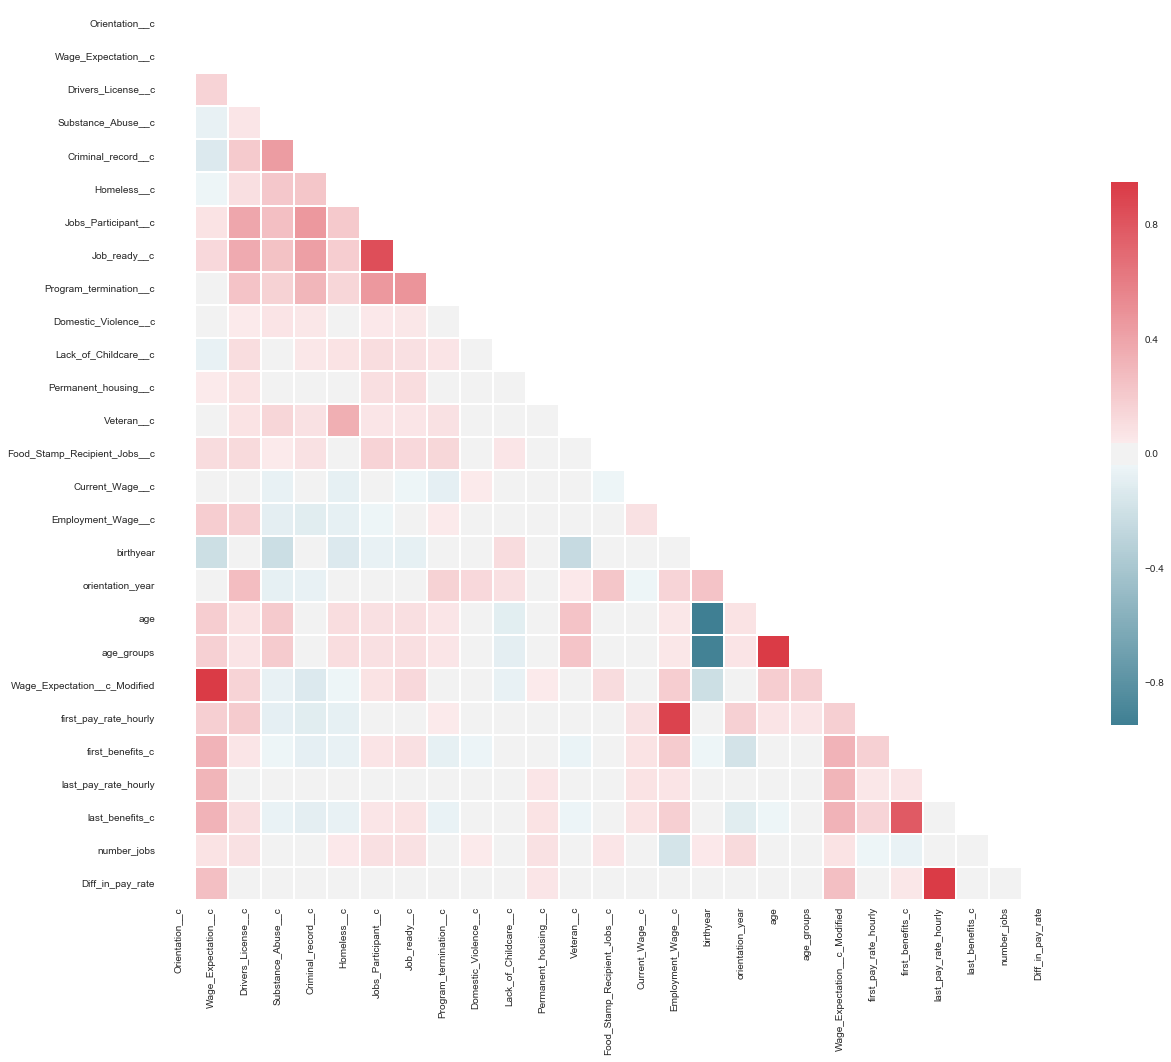 Orientation__c
Wage_Expectation__c
Drivers_License__c
Substance_Abuse__c
Criminal_record__c
Homeless__c
Jobs_Participant__c
Job_ready__c
Program_termination__c
Domestic_Violence__c
Lack_of_Childcare__c
Permanent_housing__c
Veteran__c
Food_Stamp_Recipient_Jobs__c
Current_Wage__c
Employment_Wage__c
birthyear
orientation_year
age
age_groups
Wage_Expectation__c_Modified
first_pay_rate_hourly
first_benefits_c
last_pay_rate_hourly
last_benefits_c
number_jobs
Diff_in_pay_rate
Orientation__c
Wage_Expectation__c
Drivers_License__c
Substance_Abuse__c
Criminal_record__c
Homeless__c
Jobs_Participant__c
Job_ready__c
Program_termination__c
Domestic_Violence__c
Lack_of_Childcare__c
Permanent_housing__c
Veteran__c
Food_Stamp_Recipient_Jobs__c
Current_Wage__c
Employment_Wage__c
birthyear
orientation_year
age
age_groups
Wage_Expectation__c_Modified
first_pay_rate_hourly
first_benefits_c
last_pay_rate_hourly
last_benefits_c
number_jobs
Diff_in_pay_rate
0.8
0.4
0.0
−0.4
−0.8